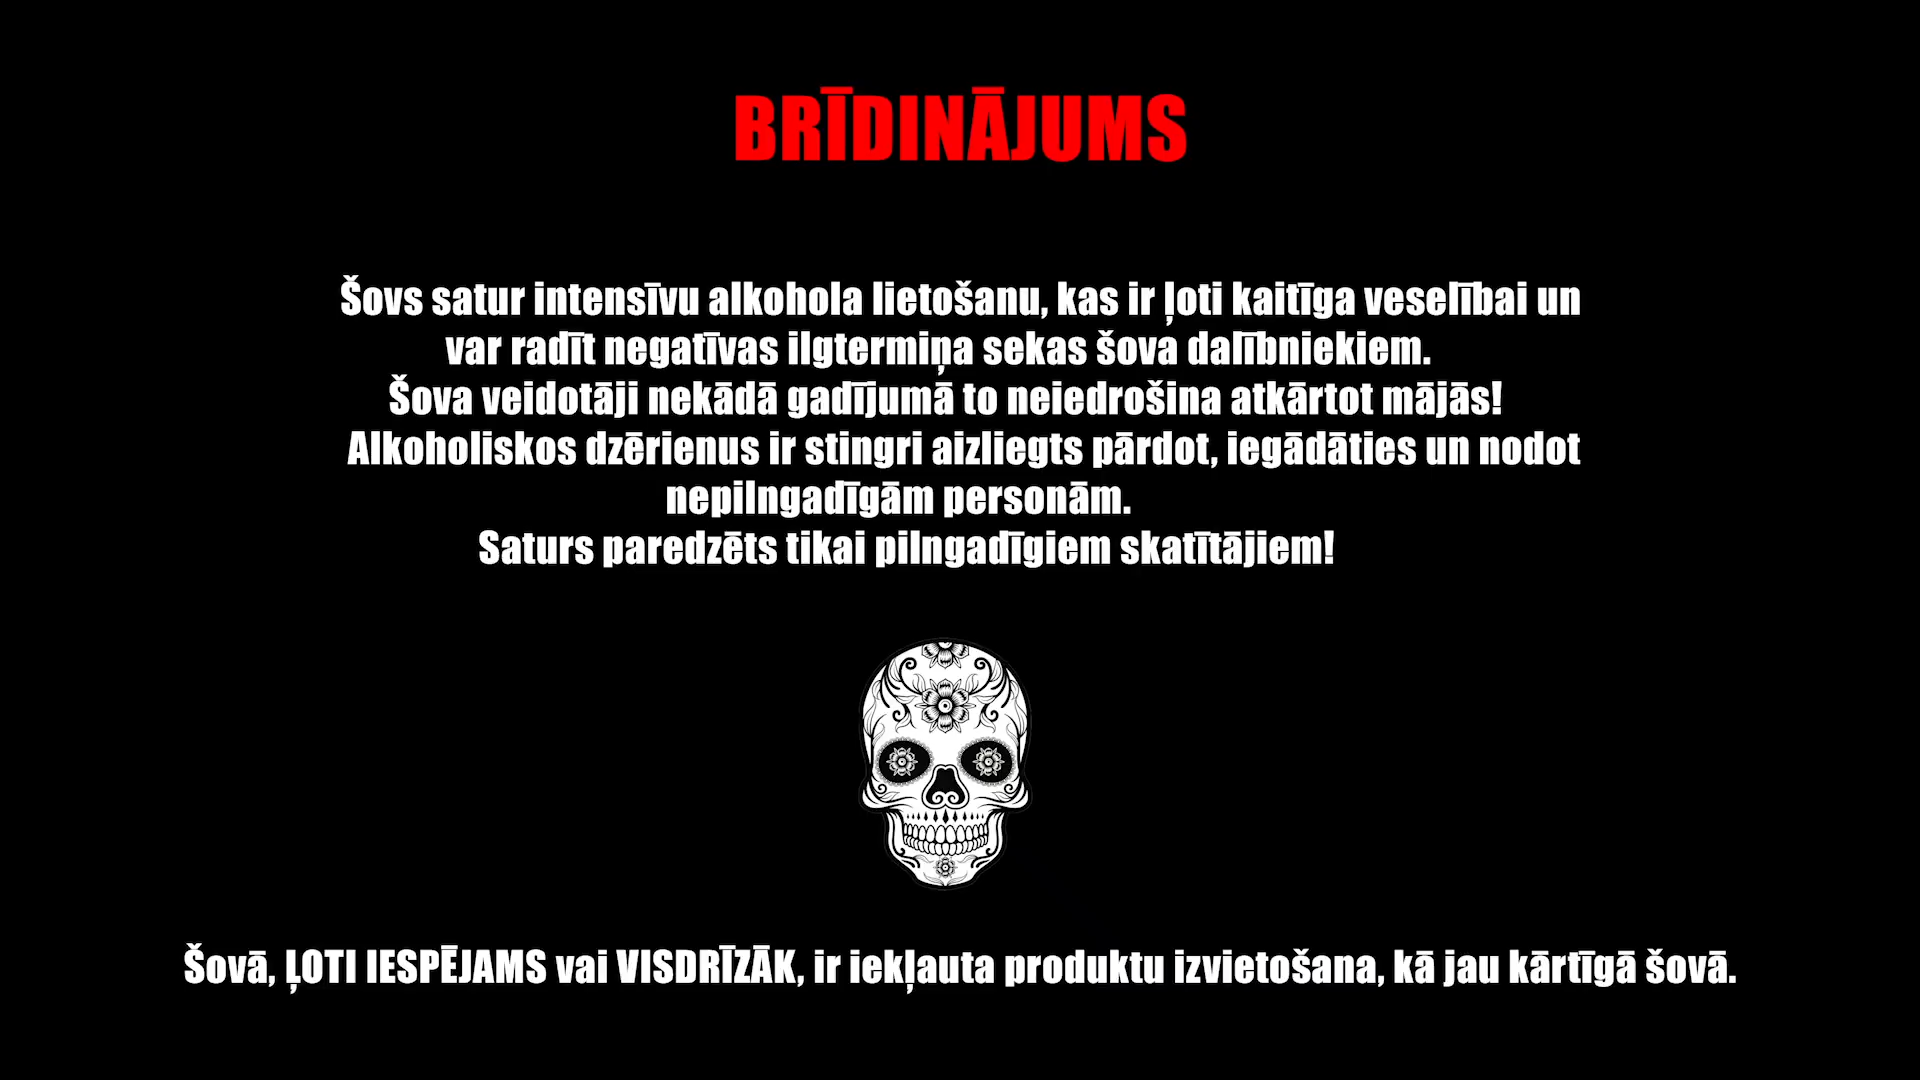 BRĪDINĀJUMS
Šovs satur intensīvu alkohola lietošanu, kas ir ļoti kaitīga veselībai un
var radīt negatīvas ilgtermiņa sekas šova dalībniekiem.
Šova veidotāji nekādā gadījumā to neiedrošina atkārtot mājās!
Alkoholiskos dzērienus ir stingri aizliegts pārdot, iegādāties un nodot
nepilngadīgām personām.
Saturs paredzēts tikai pilngadīgiem skatītājiem!
Šovā, ĻOTI IESPĒJAMS vai VISDRĪZĀK, ir iekļauta produktu izvietošana, kā jau kārtīgā šovā.